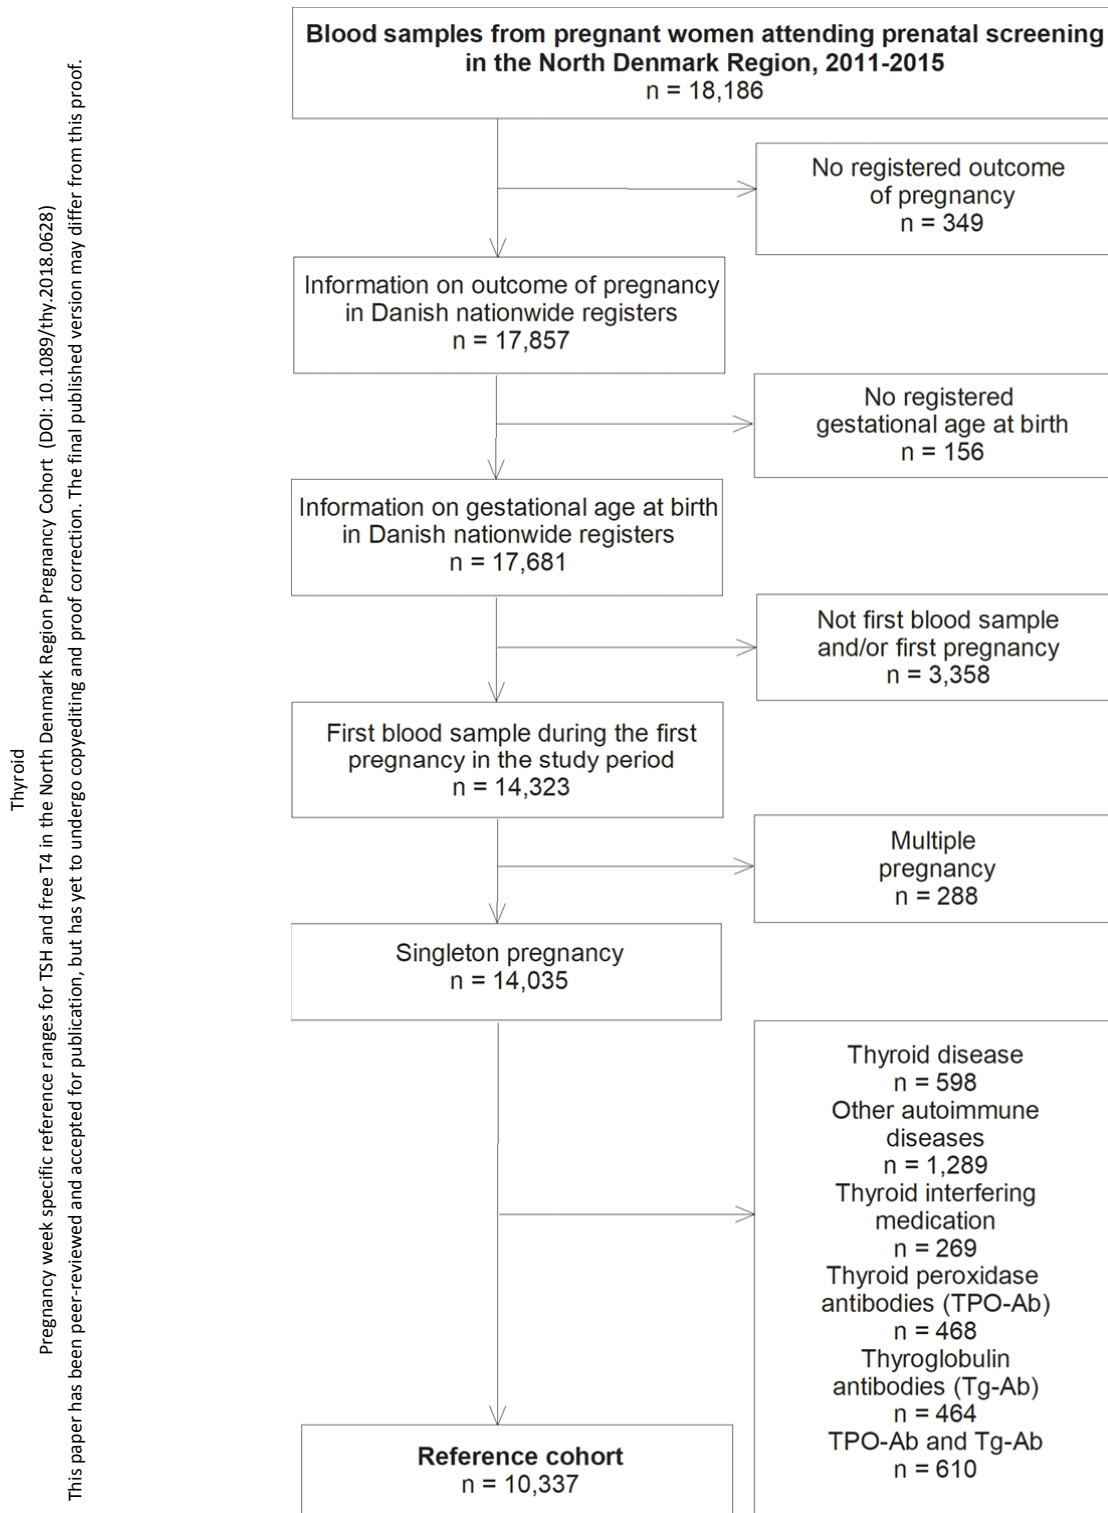 Thyroid
Pregnancy week specific reference ranges for TSH and free T4 in the North Denmark Region Pregnancy Cohort (DOI: 10.1089/thy.2018.0628)
This paper has been peer-reviewed and accepted for publication, but has yet to undergo copyediting and proof correction. The final published version may differ from this proof.
Blood samples from pregnant women attending prenatal screening
in the North Denmark Region, 2011-2015
n = 18,186
No registered outcome
of pregnancy
n = 349
Information on outcome of pregnancy
in Danish nationwide registers
n = 17,857
No registered
gestational age at birth
n = 156
Information on gestational age at birth
in Danish nationwide registers
n = 17,681
Not first blood sample
and/or first pregnancy
n = 3,358
First blood sample during the first
pregnancy in the study period
n = 14,323
Multiple
pregnancy
n = 288
Singleton pregnancy
n = 14,035
Thyroid disease
n = 598
Other autoimmune
diseases
n = 1,289
Thyroid interfering
medication
n = 269
Thyroid peroxidase
antibodies (TPO-Ab)
n = 468
Thyroglobulin
antibodies (Tg-Ab)
n = 464
TPO-Ab and Tg-Ab
n = 610
Reference cohort
n = 10,337